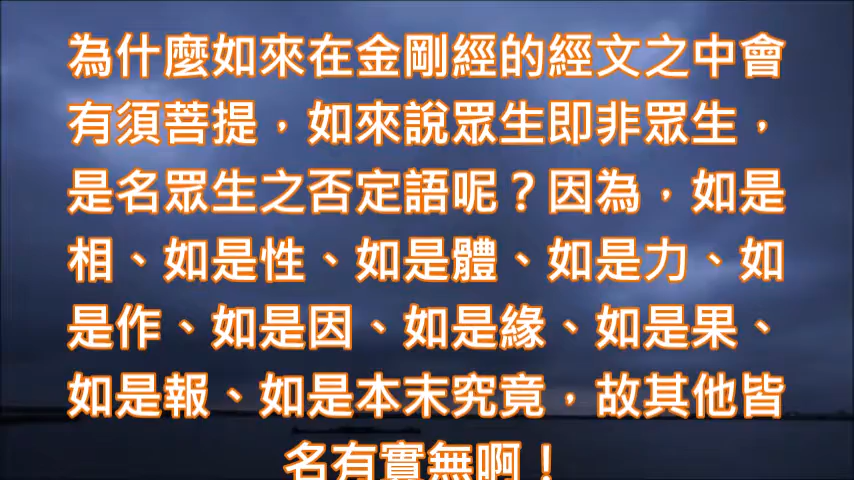 為什麼如來在金剛經的經文之中會
有須菩提，如來說眾生即非眾生，
是名眾生之否定語呢？因為，如是
相、如是性、如是體、如是力、如
是作、如是因、如是緣、如是果、
如是報、如是本末究竟，故其他皆
名有實無啊！